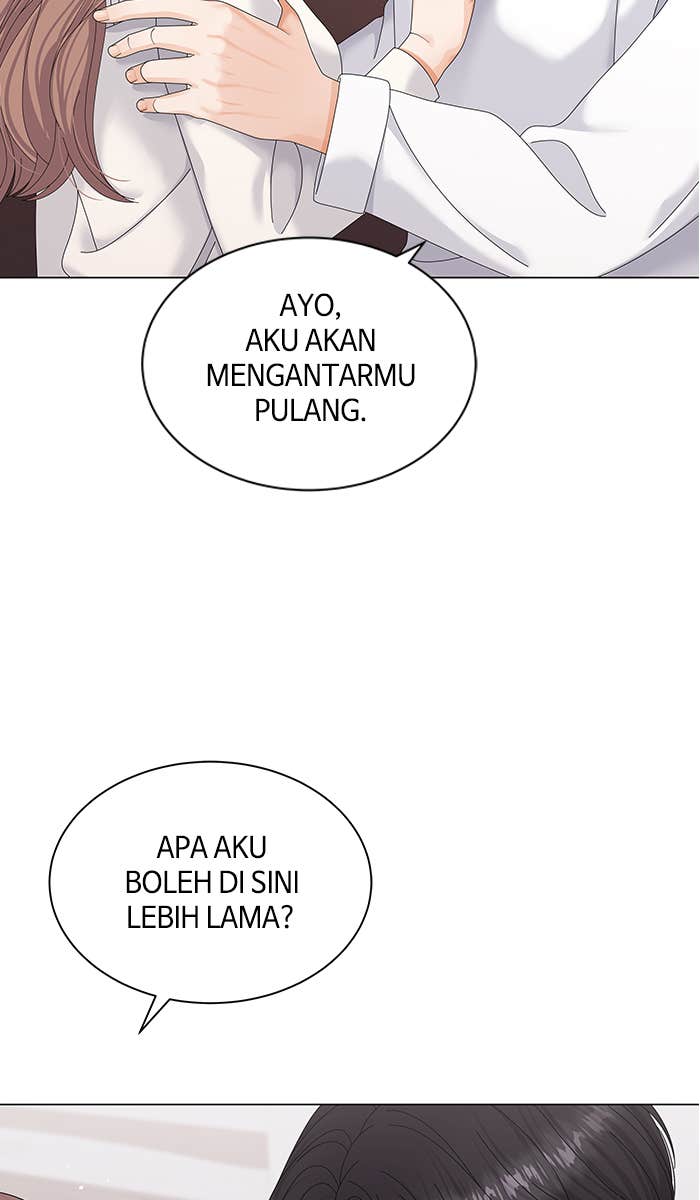 AYO,
AKU AKAN
MENGANTARMU
PULANG.
APA AKU
BOLEH DI SINI
LEBIH LAMA?